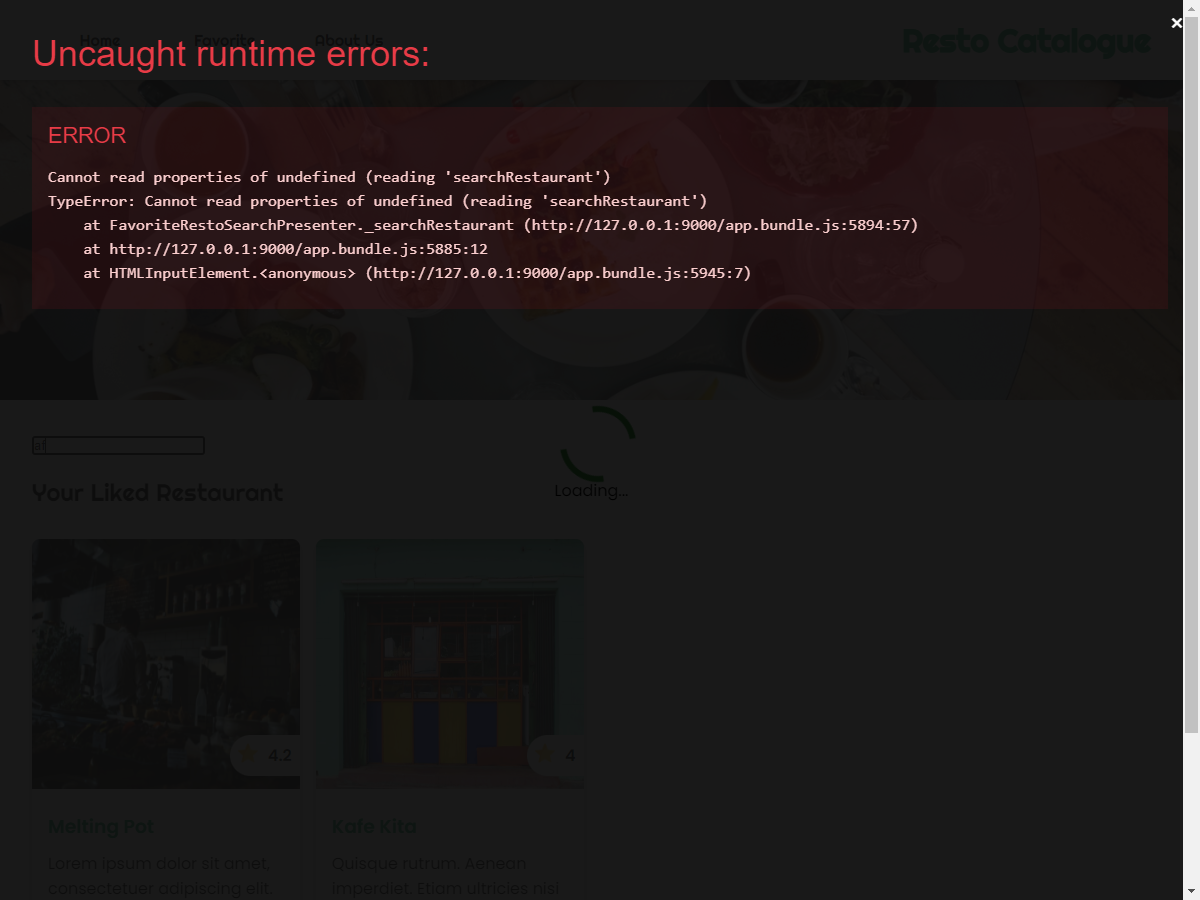 Home Favorite About Us Resto Catalogue
Uncaught runtime errors:
ERROR
Cannot read properties of undefined (reading 'searchRestaurant')
TypeError: Cannot read properties of undefined (reading 'searchRestaurant')
at FavoriteRestoSearchPresenter._searchRestaurant (http://127.0.0.1:9000/app.bundle.js:5894:57)
at http://127.0.0.1:9000/app.bundle.js:5885:12
at HTMLInputElement.<anonymous> (http://127.0.0.1:9000/app.bundle.js:5945:7)
Loading...
Your Liked Restaurant
4.2
4
Melting Pot
Lorem ipsum dolor sit amet,
consectetuer adipiscing elit.
Kafe Kita
Quisque rutrum. Aenean
imperdiet. Etiam ultricies nisi